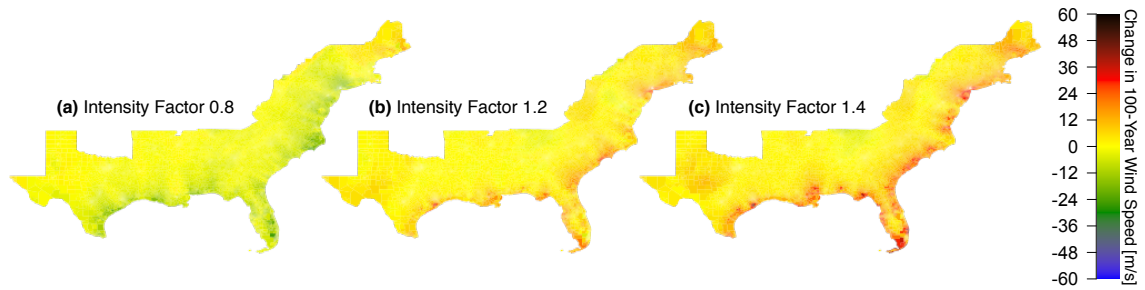 (a) Intensity Factor 0.8
(b) Intensity Factor 1.2
(c) Intensity Factor 1.4
60
48
36
24
12
0
-12
-24
-36
-48
-60
Change in 100-Year Wind Speed [m/s]